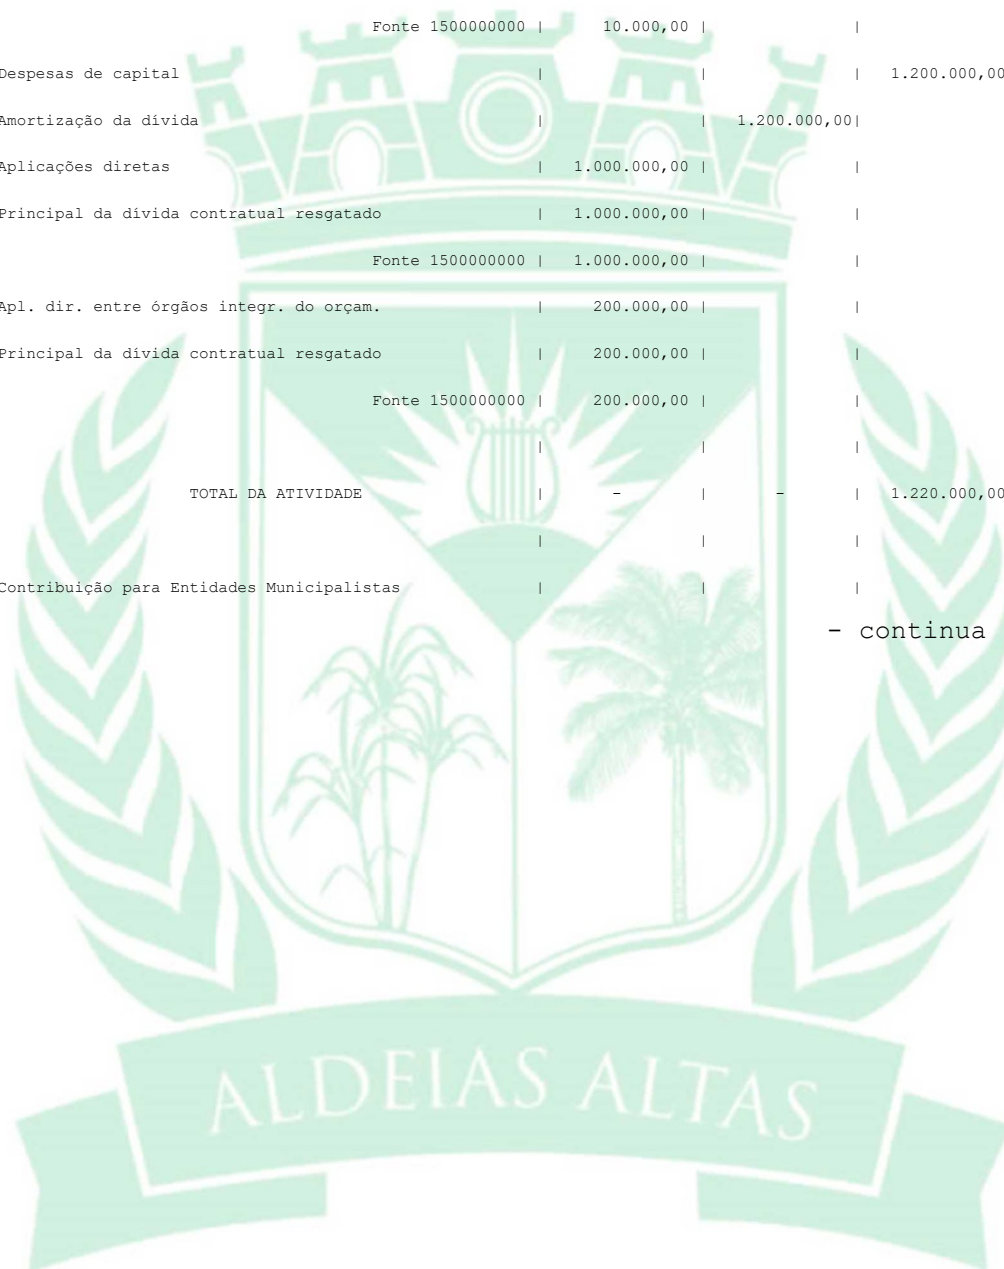 Fonte 1500000000 | 10.000,00 | |
Despesas de capital | | | 1.200.000,00
Amortização da dívida | | 1.200.000,00|
Aplicações diretas | 1.000.000,00 | |
Principal da dívida contratual resgatado | 1.000.000,00 | |
Fonte 1500000000 | 1.000.000,00 | |
Apl. dir. entre órgãos integr. do orçam. | 200.000,00 | |
Principal da dívida contratual resgatado | 200.000,00 | |
Fonte 1500000000 | 200.000,00 | |
| | |
TOTAL DA ATIVIDADE | - | - | 1.220.000,00
| | |
Contribuição para Entidades Municipalistas | | |
- continua
ALDEIAS ALTAS